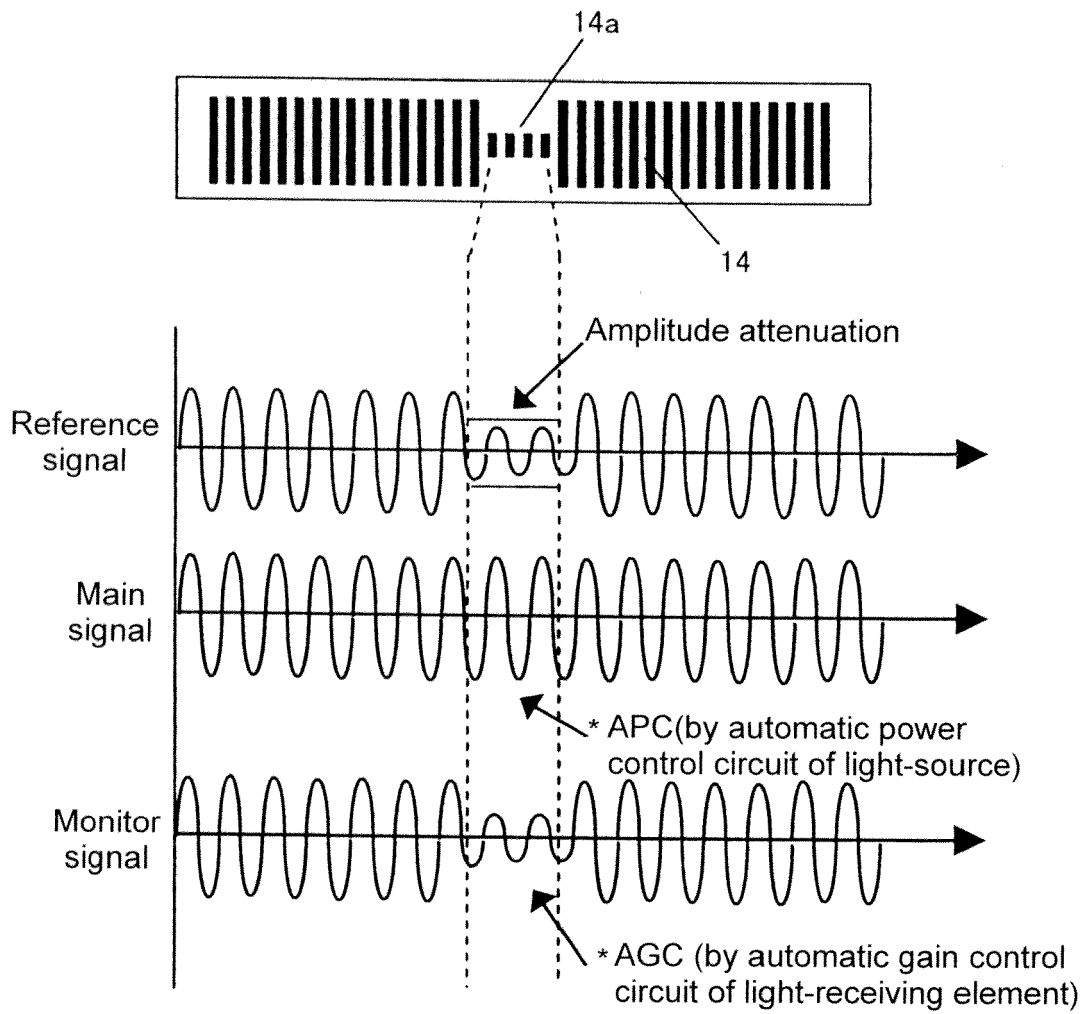 14a
14
Amplitude attenuation
Reference
signal
Main
signal
* APC(by automatic power
control circuit of light-source)
Monitor
signal
* AGC (by automatic gain control
circuit of light-receiving element)